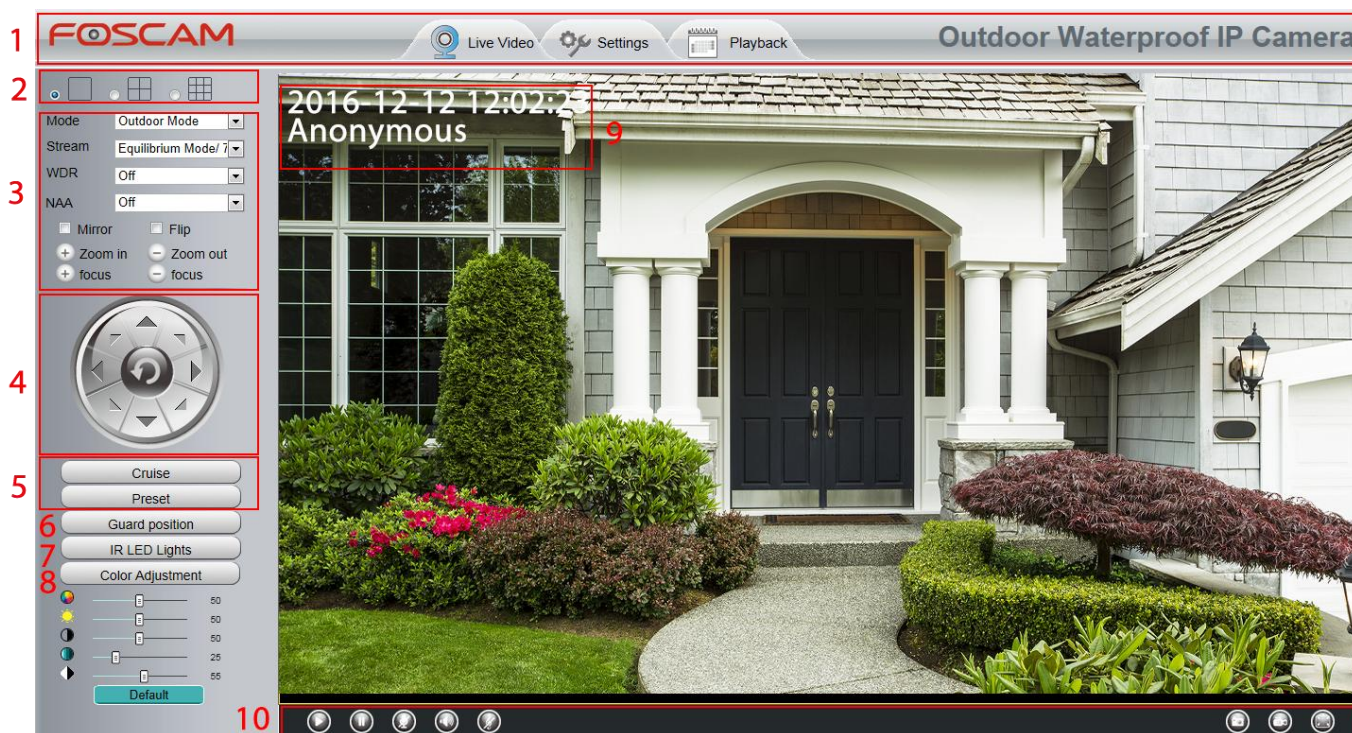 1
FOSCAM
Live Video
Settings
Playback
Outdoor Waterproof IP Camera
2
3
Mode Outdoor Mode
Stream Equilibrium Mode/ 7
WDR Off
NAA Off
Mirror Flip
+ Zoom in − Zoom out
+ focus − focus
4
5
Cruise
Preset
6 Guard position
7 IR LED Lights
8 Color Adjustment
50
50
50
25
55
Default
2016-12-12 12:02:23
Anonymous
9
10